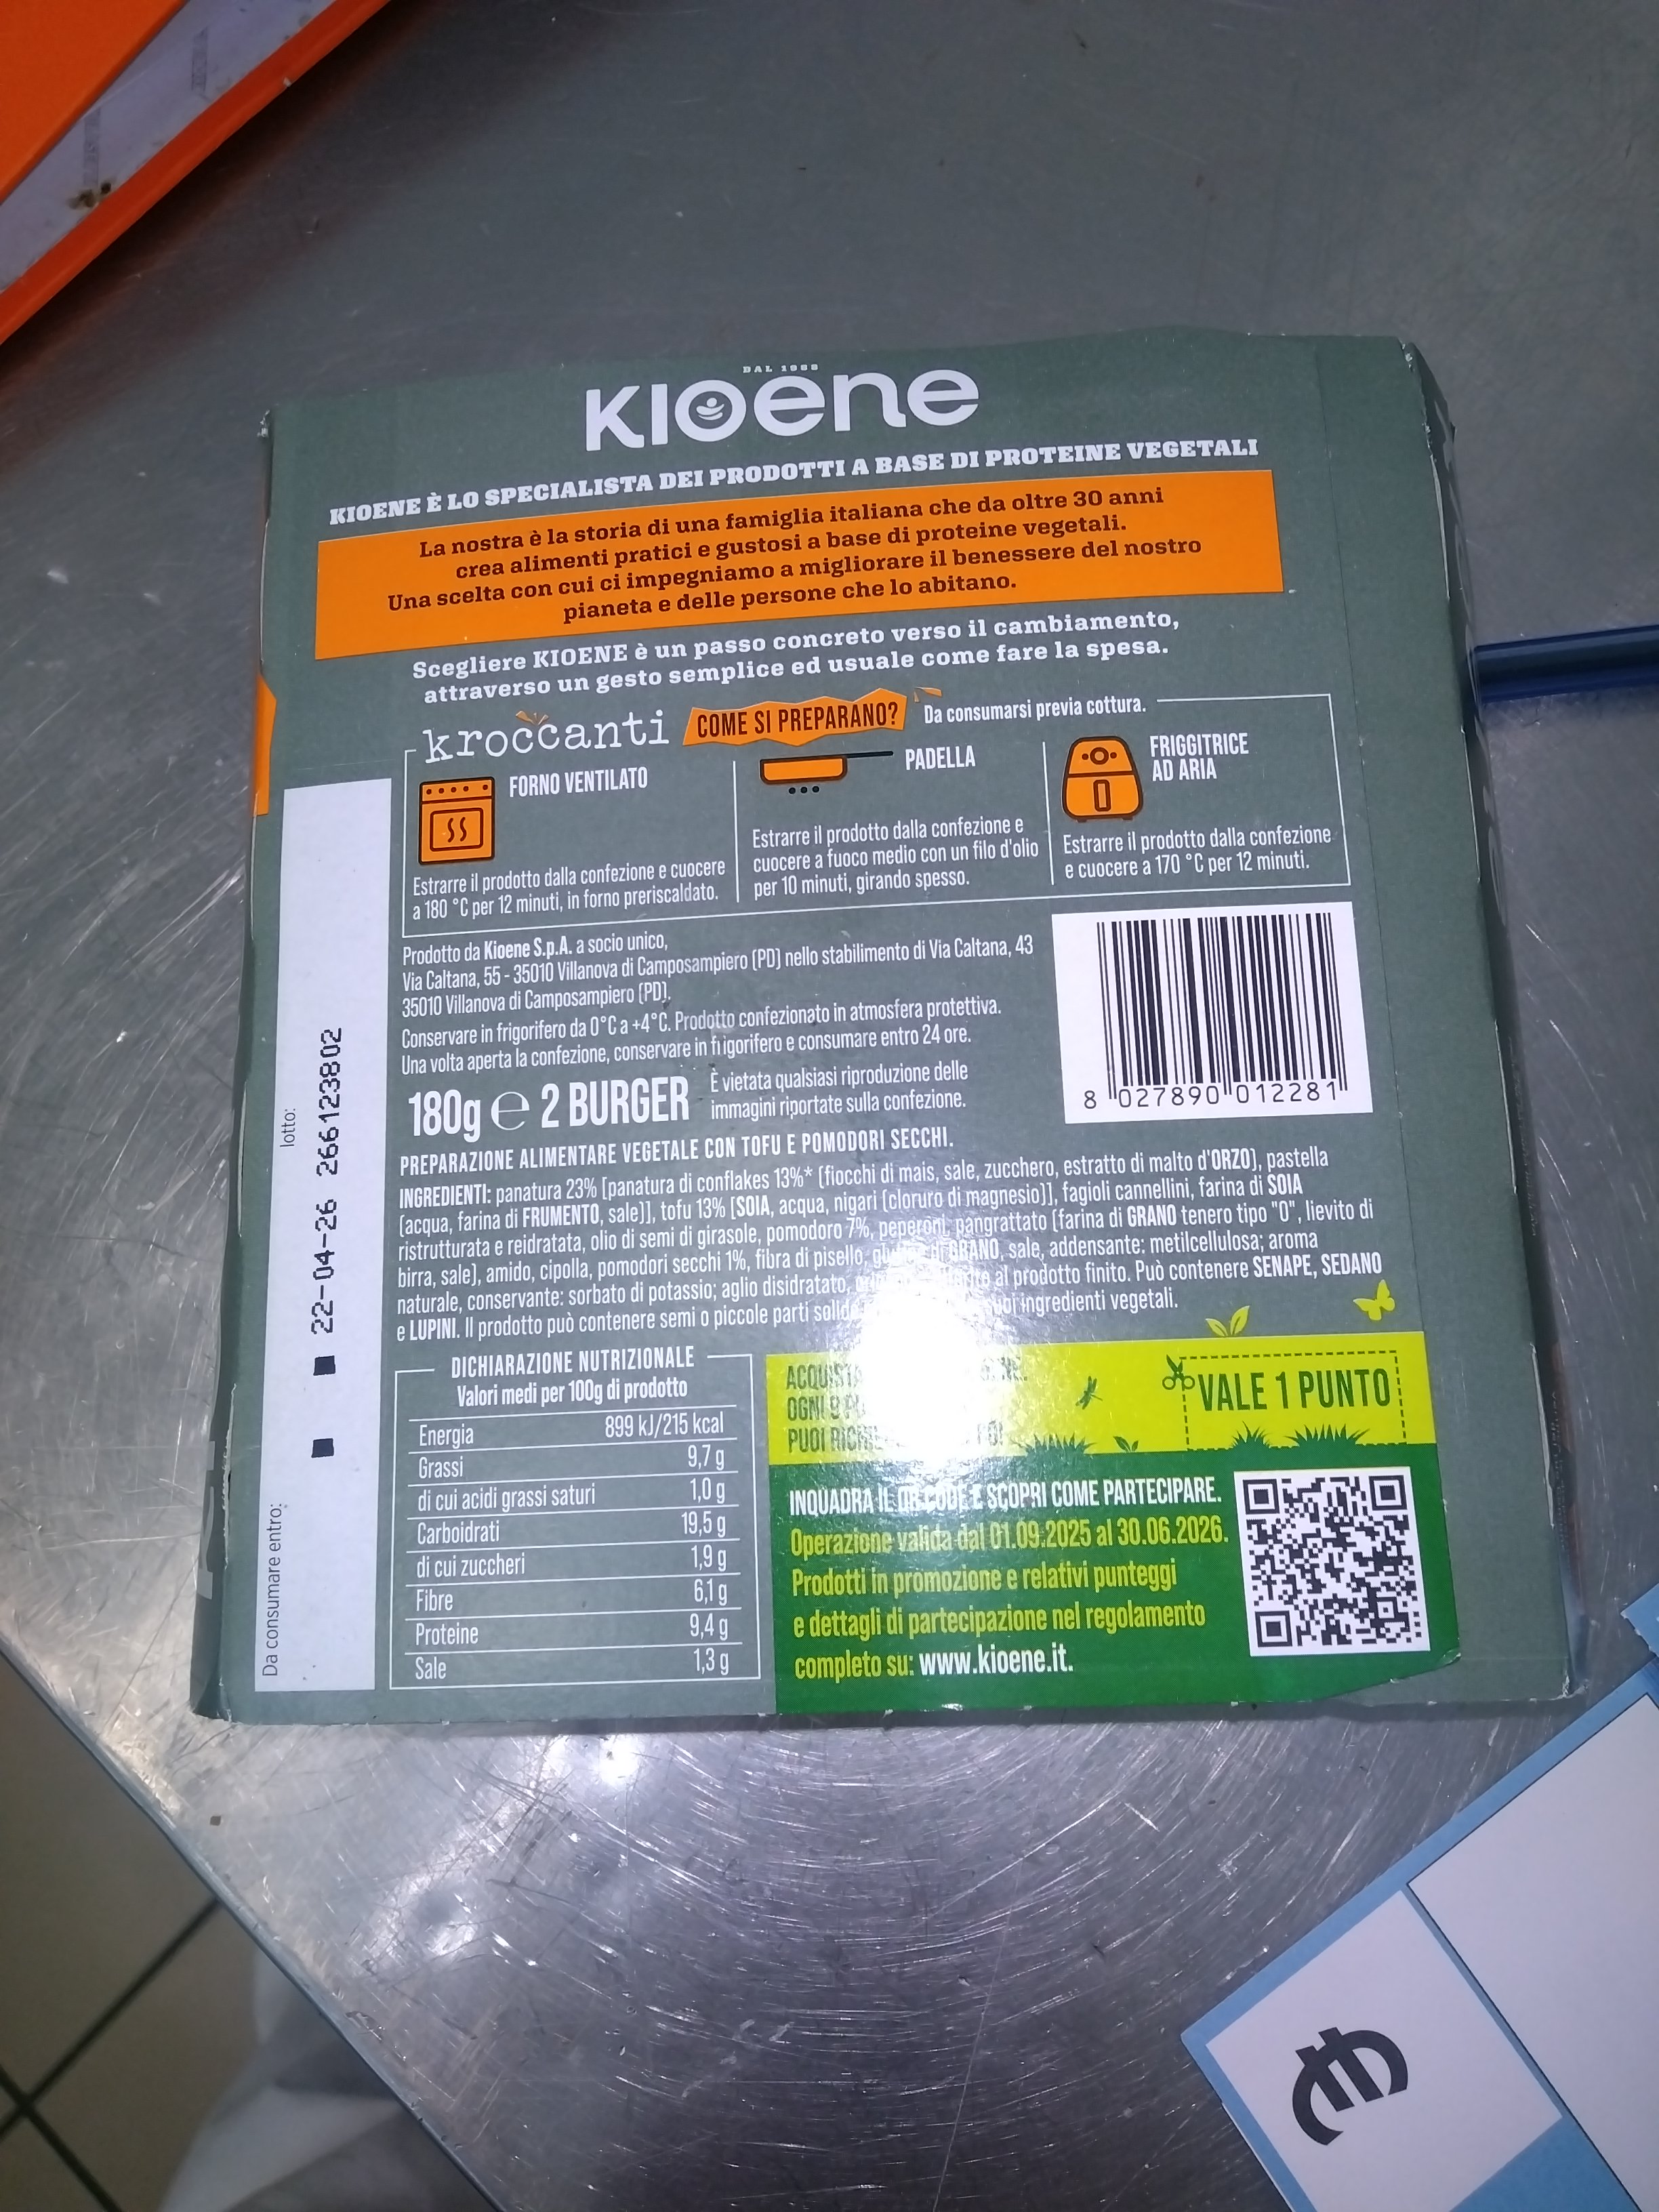 DAL 1988
KIOene
KIOENE È LO SPECIALISTA DEI PRODOTTI A BASE DI PROTEINE VEGETALI
La nostra è la storia di una famiglia italiana che da oltre 30 anni
crea alimenti pratici e gustosi a base di proteine vegetali.
Una scelta con cui ci impegniamo a migliorare il benessere del nostro
pianeta e delle persone che lo abitano.
Scegliere KIOENE è un passo concreto verso il cambiamento,
attraverso un gesto semplice ed usuale come fare la spesa.
kroccanti COME SI PREPARANO? Da consumarsi previa cottura.
FORNO VENTILATO
Estrarre il prodotto dalla confezione e cuocere
a 180 °C per 12 minuti, in forno preriscaldato.
PADELLA
Estrarre il prodotto dalla confezione e
cuocere a fuoco medio con un filo d'olio
per 10 minuti, girando spesso.
FRIGGITRICE
AD ARIA
Estrarre il prodotto dalla confezione
e cuocere a 170 °C per 12 minuti.
Prodotto da Kioene S.p.A. a socio unico,
Via Caltana, 55 - 35010 Villanova di Camposampiero (PD) nello stabilimento di Via Caltana, 43
35010 Villanova di Camposampiero (PD).
Conservare in frigorifero da 0°C a +4°C. Prodotto confezionato in atmosfera protettiva.
Una volta aperta la confezione, conservare in frigorifero e consumare entro 24 ore.
180g e 2 BURGER
È vietata qualsiasi riproduzione delle
immagini riportate sulla confezione.
8 027890 012281
PREPARAZIONE ALIMENTARE VEGETALE CON TOFU E POMODORI SECCHI.
INGREDIENTI: panatura 23% [panatura di conflakes 13%* (fiocchi di mais, sale, zucchero, estratto di malto d'ORZO), pastella
(acqua, farina di FRUMENTO, sale)], tofu 13% [SOIA, acqua, nigari (cloruro di magnesio)], fagioli cannellini, farina di SOIA
ristrutturata e reidratata, olio di semi di girasole, pomodoro 7%, peperoni, pangrattato (farina di GRANO tenero tipo "0", lievito di
birra, sale), amido, cipolla, pomodori secchi 1%, fibra di pisello, di GRANO, sale, addensante: metilcellulosa; aroma
naturale, conservante: sorbato di potassio; aglio disidratato, al prodotto finito. Può contenere SENAPE, SEDANO
e LUPINI. Il prodotto può contenere semi o piccole parti solide ingredienti vegetali.
lotto:
22-04-26 266123802
Da consumare entro:
DICHIARAZIONE NUTRIZIONALE
Valori medi per 100g di prodotto
Energia 899 kJ/215 kcal
Grassi 9,7 g
di cui acidi grassi saturi 1,0 g
Carboidrati 19,5 g
di cui zuccheri 1,9 g
Fibre 6,1 g
Proteine 9,4 g
Sale 1,3 g
OGNI
PUOI
VALE 1 PUNTO
INQUADRA IL QR CODE E SCOPRI COME PARTECIPARE.
Operazione valida dal 01.09.2025 al 30.06.2026.
Prodotti in promozione e relativi punteggi
e dettagli di partecipazione nel regolamento
completo su: www.kioene.it.
€